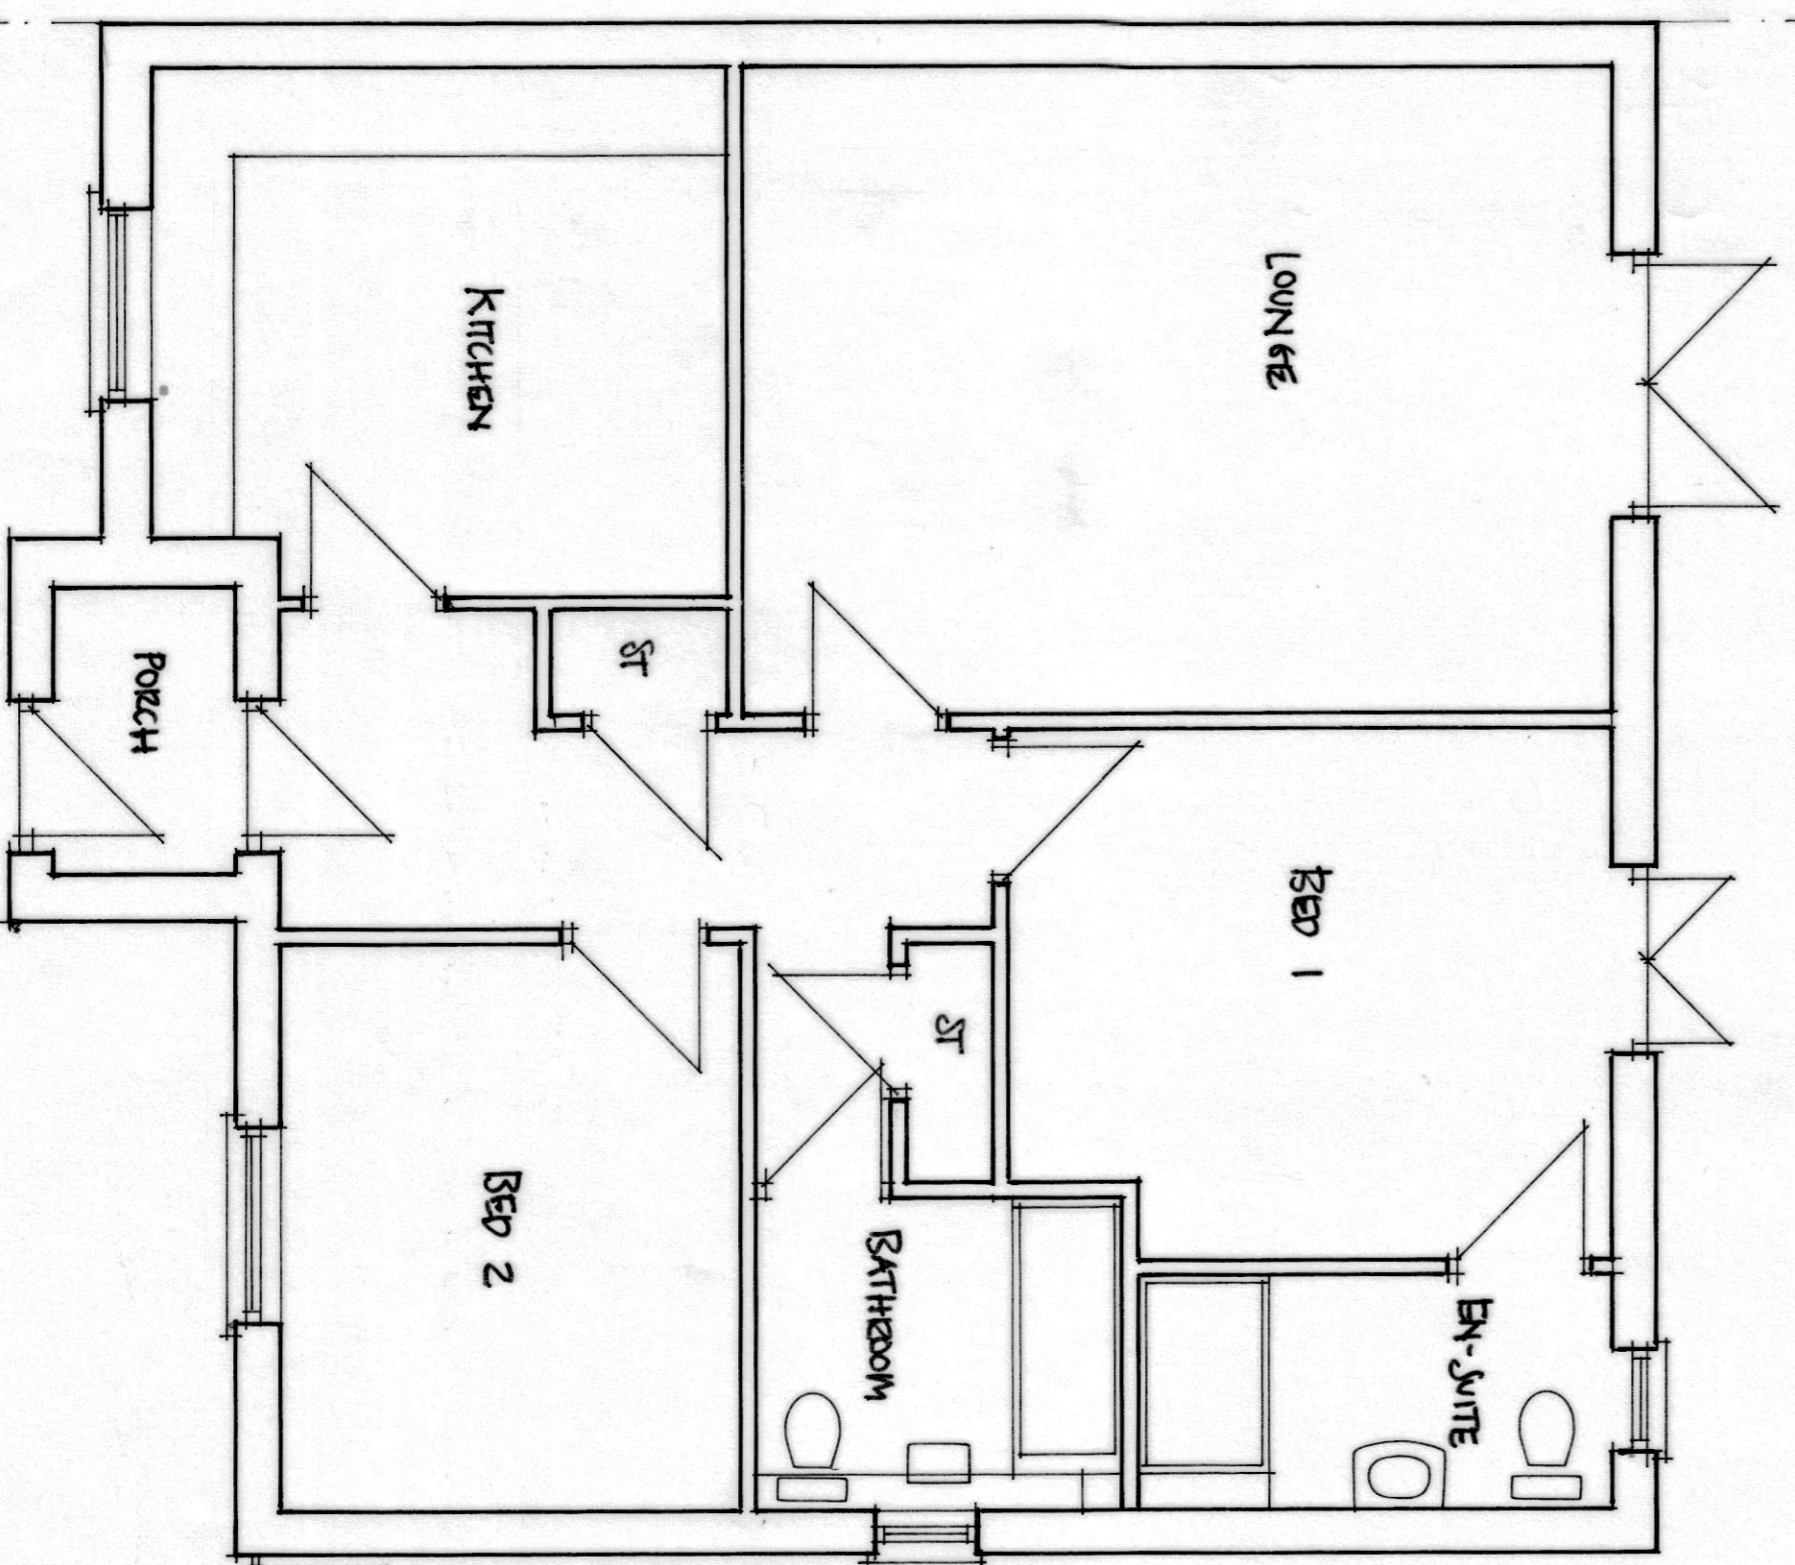 LOUNGE
KITCHEN
ST
PORCH
BED 1
ST
BED 2
BATHROOM
EN-SUITE